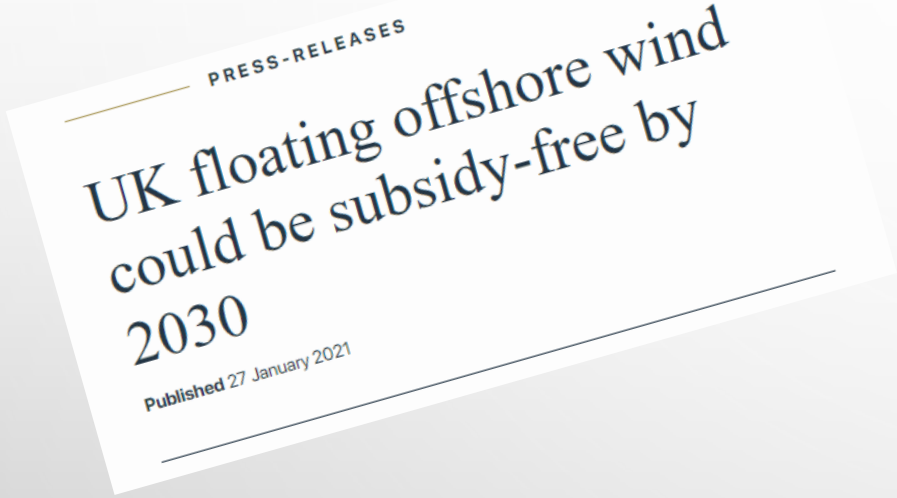 PRESS-RELEASES
UK floating offshore wind
could be subsidy-free by
2030
Published 27 January 2021